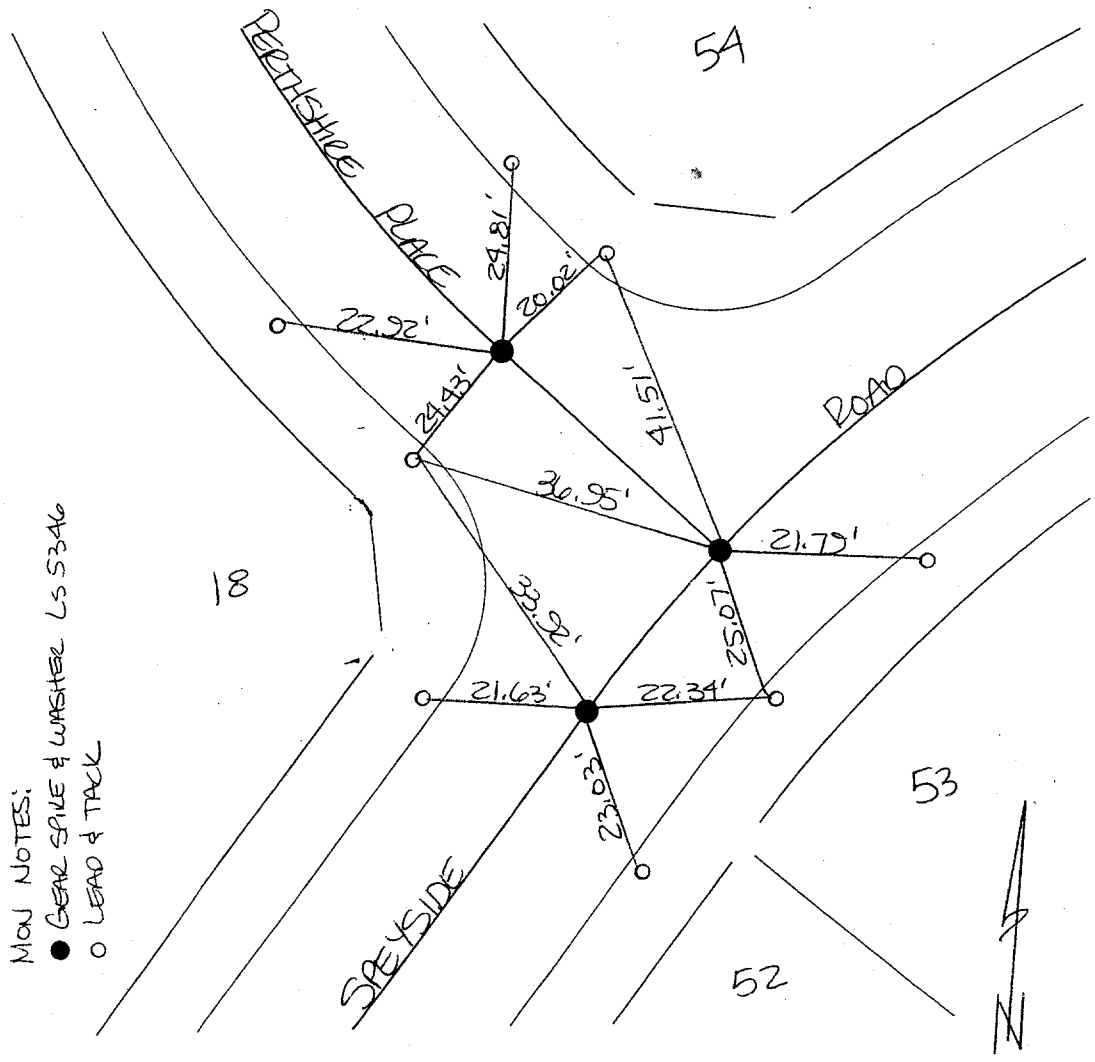 54
PERTHSHIRE PLACE
24.81'
20.02'
22.92'
24.43'
41.51'
ROAD
36.95'
21.79'
33.92'
25.07'
18
21.63'
22.34'
23.03'
53
SPEYSIDE
52
N
MON NOTES:
● GEAR SPIKE & WASHER LS 5346
○ LEAD & TACK